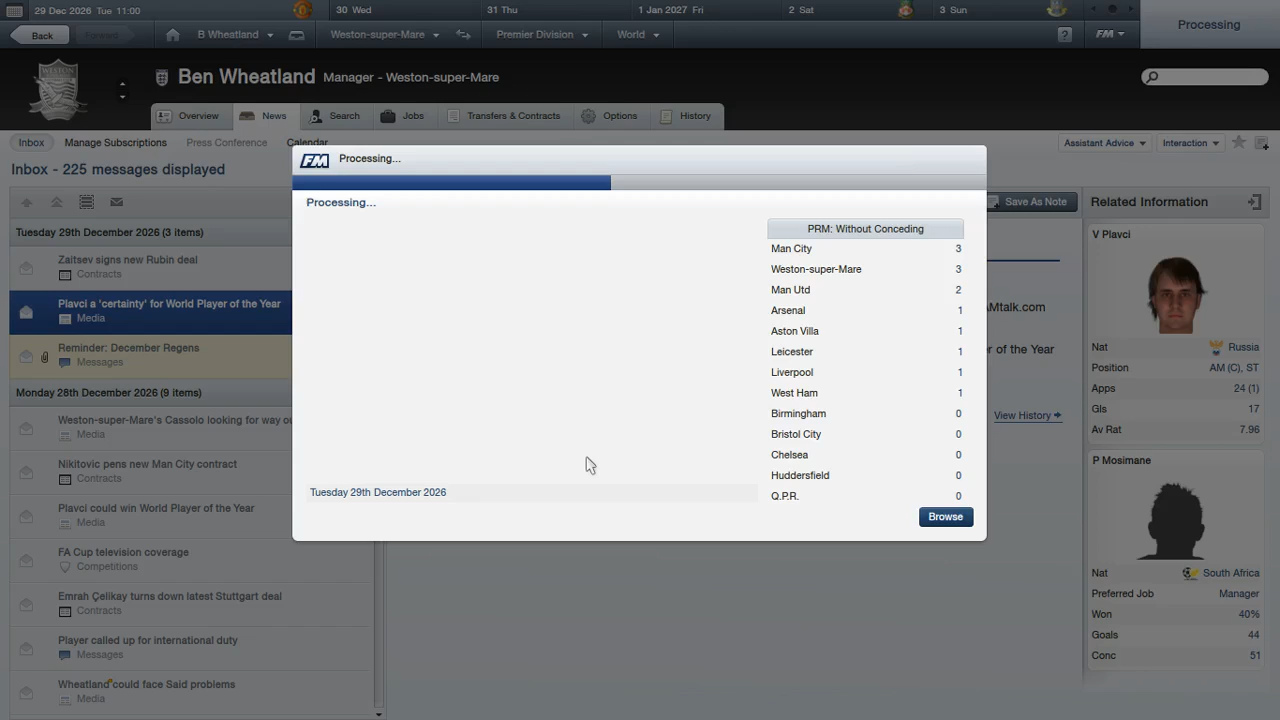 29 Dec 2026 Tue 11:00
30 Wed
31 Thu
1 Jan 2027 Fri
2 Sat
3 Sun
Processing
Back
Forward
B Wheatland
Weston-super-Mare
Premier Division
World
?
FM
WESTON
Ben Wheatland Manager - Weston-super-Mare
Overview
News
Search
Jobs
Transfers & Contracts
Options
History
Inbox
Manage Subscriptions
Press Conference
Calendar
Assistant Advice
Interaction
Inbox - 225 messages displayed
Tuesday 29th December 2026 (3 items)
Zaitsev signs new Rubin deal
Contracts
Plavci a 'certainty' for World Player of the Year
Media
Reminder: December Regens
Messages
Monday 28th December 2026 (9 items)
Weston-super-Mare's Cassolo looking for way ou
Media
Nikitovic pens new Man City contract
Contracts
Plavci could win World Player of the Year
Media
FA Cup television coverage
Competitions
Emrah Çelikay turns down latest Stuttgart deal
Contracts
Player called up for international duty
Messages
Wheatland could face Said problems
Media
FM Processing...
Processing...
PRM: Without Conceding
Man City 3
Weston-super-Mare 3
Man Utd 2
Arsenal 1
Aston Villa 1
Leicester 1
Liverpool 1
West Ham 1
Birmingham 0
Bristol City 0
Chelsea 0
Huddersfield 0
Q.P.R. 0
Tuesday 29th December 2026
Browse
Save As Note
Mtalk.com
r of the Year
View History
Related Information
V Plavci
Nat Russia
Position AM (C), ST
Apps 24 (1)
Gls 17
Av Rat 7.96
P Mosimane
Nat South Africa
Preferred Job Manager
Won 40%
Goals 44
Conc 51